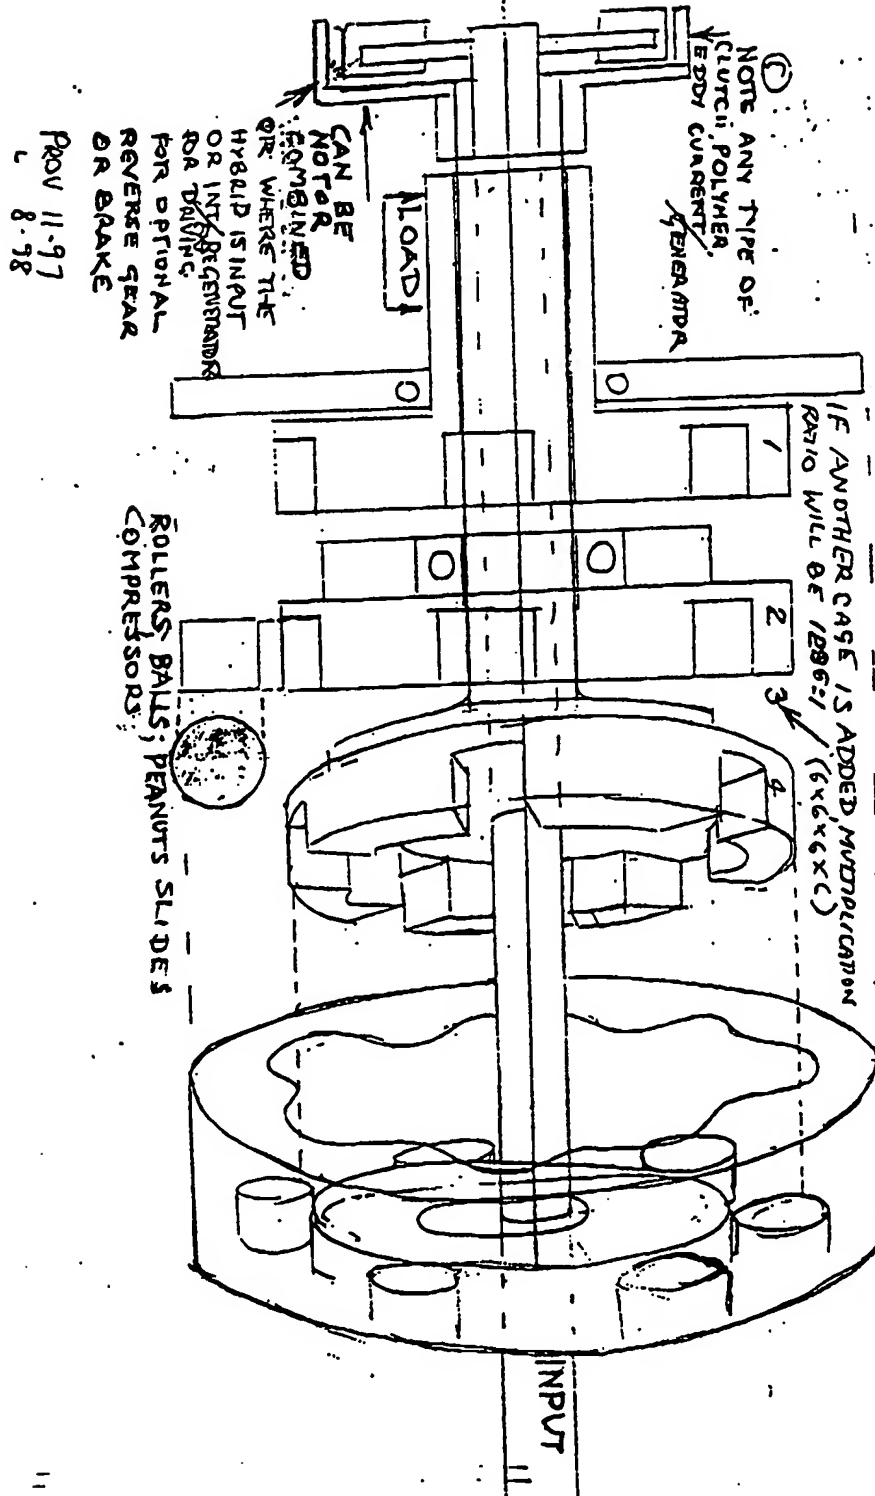 C
NOTE ANY TYPE OF
CLUTCH, POLYMER
EDDY CURRENT/
GENERATOR
LOAD
CAN BE
MOTOR
COMBINED
OR WHERE THE
HYBRID IS INPUT
OR INT/REGENERATOR
FOR DRIVING.
FOR OPTIONAL
REVERSE GEAR
OR BRAKE
PROV 11-97
8-98
IF ANOTHER CASE IS ADDED MULTIPLICATION
RATIO WILL BE 1296:1 (6X6X6X6)
1
2
3
4
ROLLERS, BALLS, PEANUTS SLIDES
COMPRESSORS
INPUT